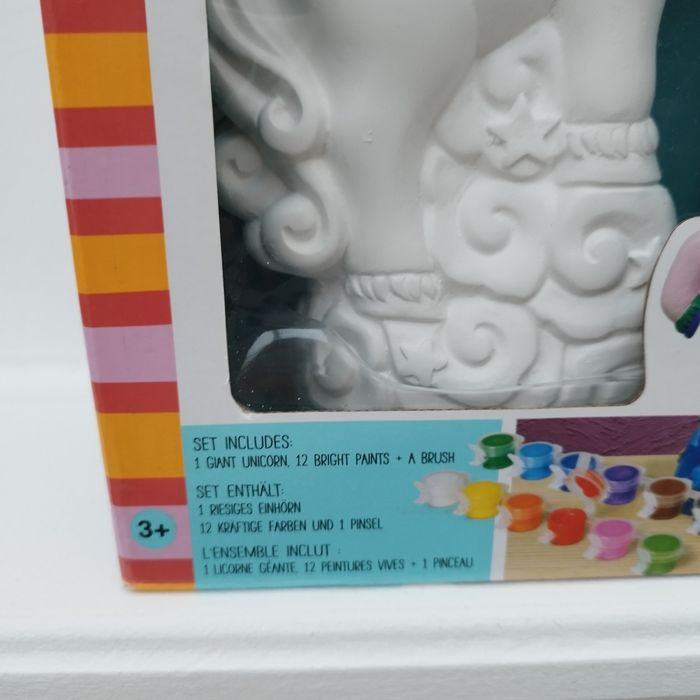 SET INCLUDES:
1 GIANT UNICORN, 12 BRIGHT PAINTS + A BRUSH
SET ENTHÄLT:
1 RIESIGES EINHÖRN
12 KRÄFTIGE FARBEN UND 1 PINSEL
L'ENSEMBLE INCLUT :
1 LICORNE GÉANTE, 12 PEINTURES VIVES + 1 PINCEAU
3+